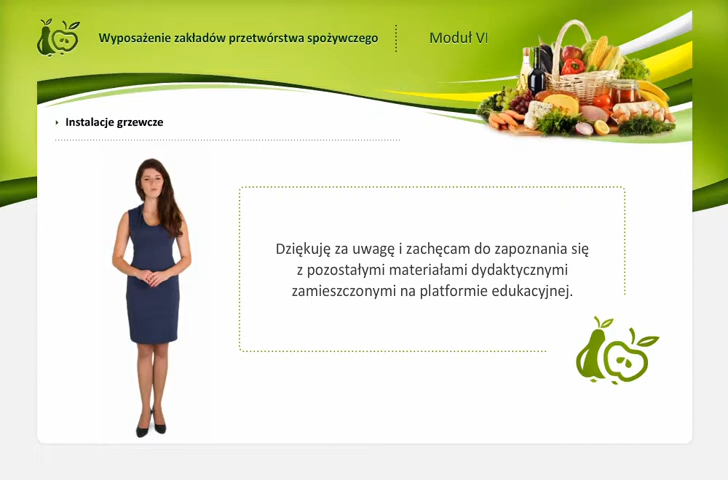 Wyposażenie zakładów przetwórstwa spożywczego
Moduł VI
Instalacje grzewcze
Dziękuję za uwagę i zachęcam do zapoznania się
z pozostałymi materiałami dydaktycznymi
zamieszczonymi na platformie edukacyjnej.